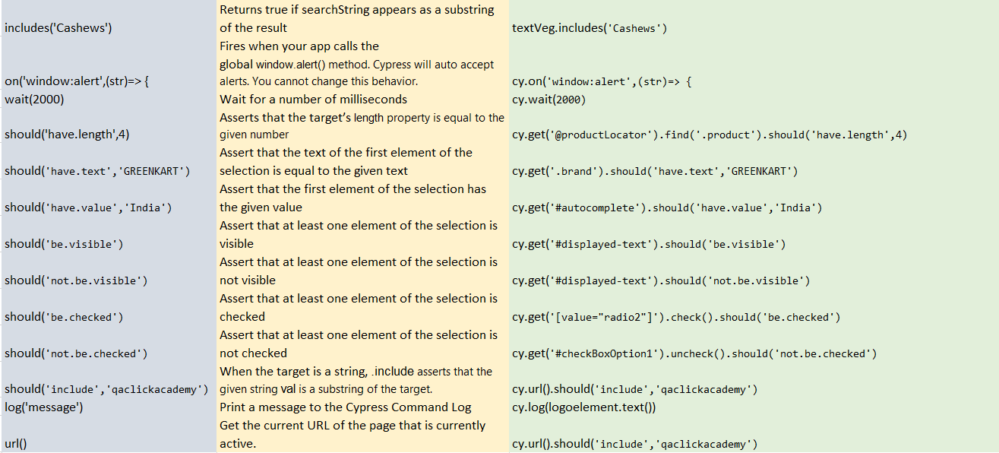 Returns true if searchString appears as a substring
includes('Cashews') of the result textVeg.includes('Cashews')
Fires when your app calls the
global window.alert() method. Cypress will auto accept
on('window:alert',(str)=> { alerts. You cannot change this behavior. cy.on('window:alert',(str)=> {
wait(2000) Wait for a number of milliseconds cy.wait(2000)
Asserts that the target’s length property is equal to the
should('have.length',4) given number cy.get('@productLocator').find('.product').should('have.length',4)
Assert that the text of the first element of the
should('have.text','GREENKART') selection is equal to the given text cy.get('.brand').should('have.text','GREENKART')
Assert that the first element of the selection has
should('have.value','India') the given value cy.get('#autocomplete').should('have.value','India')
Assert that at least one element of the selection is
should('be.visible') visible cy.get('#displayed-text').should('be.visible')
Assert that at least one element of the selection is
should('not.be.visible') not visible cy.get('#displayed-text').should('not.be.visible')
Assert that at least one element of the selection is
should('be.checked') checked cy.get('[value="radio2"]').check().should('be.checked')
Assert that at least one element of the selection is
should('not.be.checked') not checked cy.get('#checkBoxOption1').uncheck().should('not.be.checked')
When the target is a string, .include asserts that the
should('include','qaclickacademy') given string val is a substring of the target. cy.url().should('include','qaclickacademy')
log('message') Print a message to the Cypress Command Log cy.log(logoelement.text())
Get the current URL of the page that is currently
url() active. cy.url().should('include','qaclickacademy')